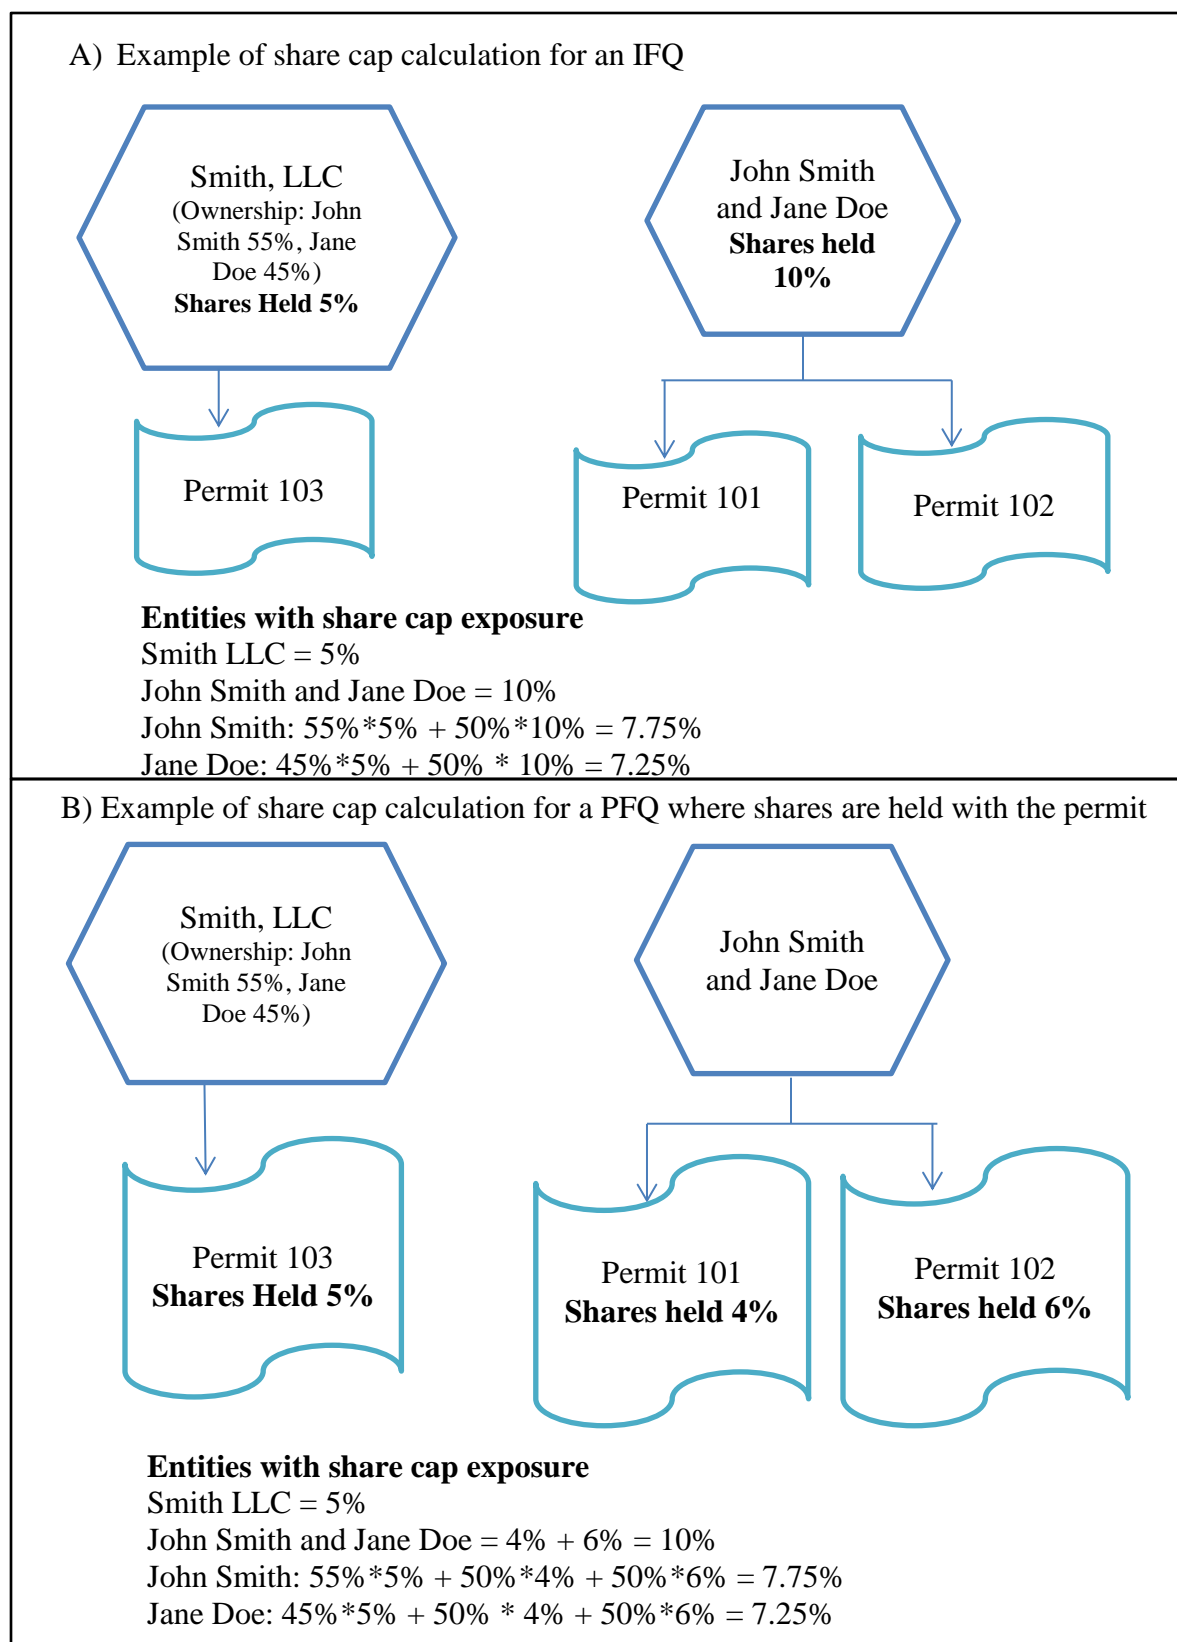 A) Example of share cap calculation for an IFQ
Smith, LLC
(Ownership: John
Smith 55%, Jane
Doe 45%)
Shares Held 5%
John Smith
and Jane Doe
Shares held
10%
Permit 103
Permit 101
Permit 102
Entities with share cap exposure
Smith LLC = 5%
John Smith and Jane Doe = 10%
John Smith: 55%*5% + 50%*10% = 7.75%
Jane Doe: 45%*5% + 50% * 10% = 7.25%
B) Example of share cap calculation for a PFQ where shares are held with the permit
Smith, LLC
(Ownership: John
Smith 55%, Jane
Doe 45%)
John Smith
and Jane Doe
Permit 103
Shares Held 5%
Permit 101
Shares held 4%
Permit 102
Shares held 6%
Entities with share cap exposure
Smith LLC = 5%
John Smith and Jane Doe = 4% + 6% = 10%
John Smith: 55%*5% + 50%*4% + 50%*6% = 7.75%
Jane Doe: 45%*5% + 50% * 4% + 50%*6% = 7.25%